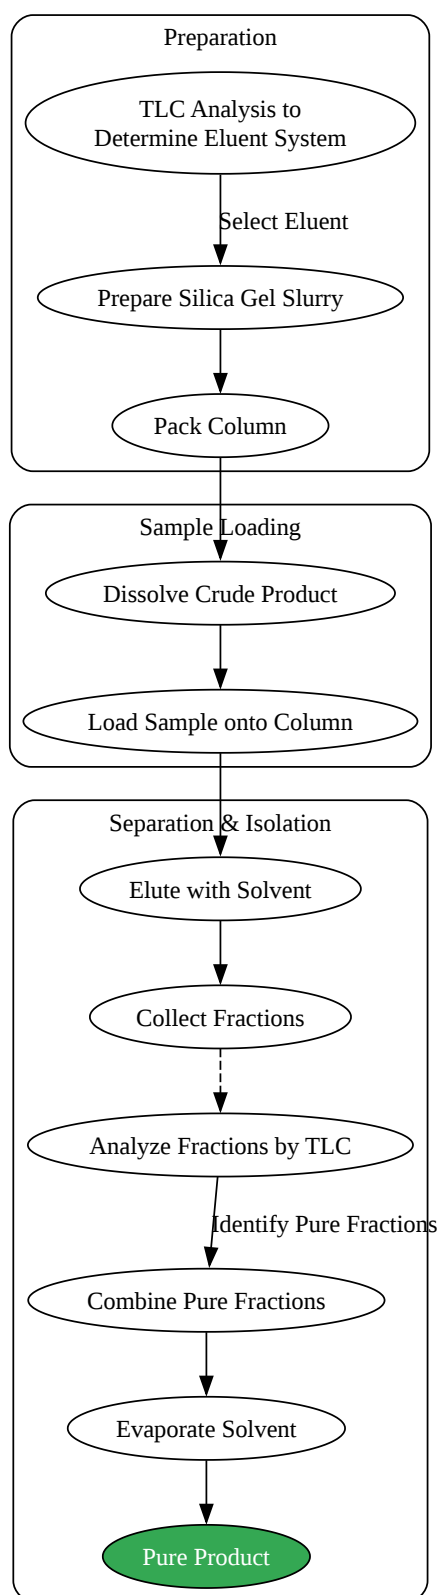 Preparation
TLC Analysis to
Determine Eluent System
Select Eluent
Prepare Silica Gel Slurry
Pack Column
Sample Loading
Dissolve Crude Product
Load Sample onto Column
Separation & Isolation
Elute with Solvent
Collect Fractions
Analyze Fractions by TLC
Identify Pure Fractions
Combine Pure Fractions
Evaporate Solvent
Pure Product